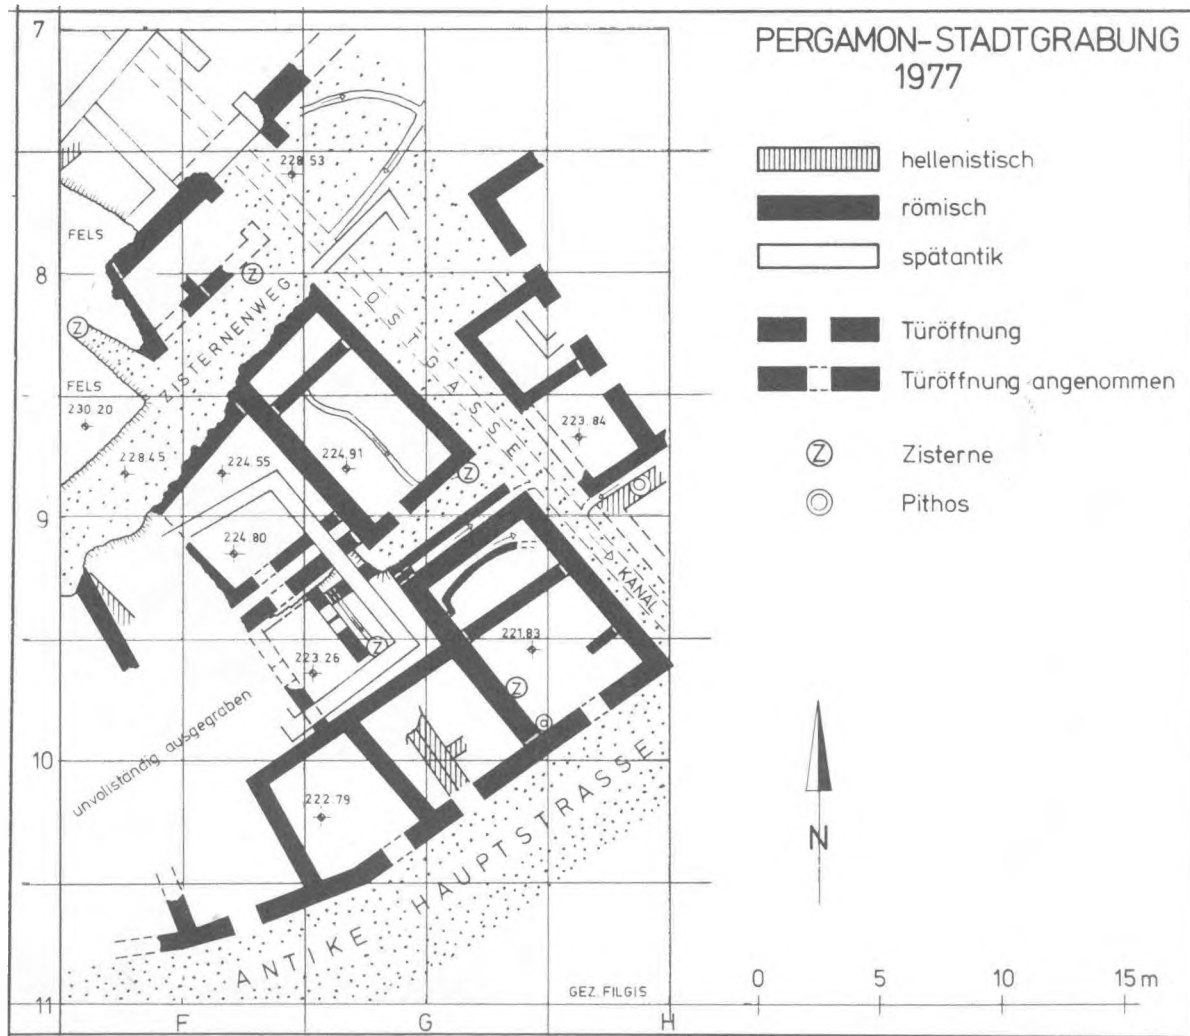 PERGAMON-STADTGRABUNG
1977
hellenistisch
römisch
spätantik
Türöffnung
Türöffnung angenommen
Z Zisterne
Pithos
7
8
9
10
11
F
G
H
228.53
FELS
Z
Z
ZISTERNENWEG
OSTGASSE
FELS
230.20
228.45
224.55
224.91
223.84
Z
224.80
KANAL
221.83
Z
223.26
Z
unvollständig ausgegraben
222.79
ANTIKE HAUPTSTRASSE
GEZ. FILGIS
N
0 5 10 15 m